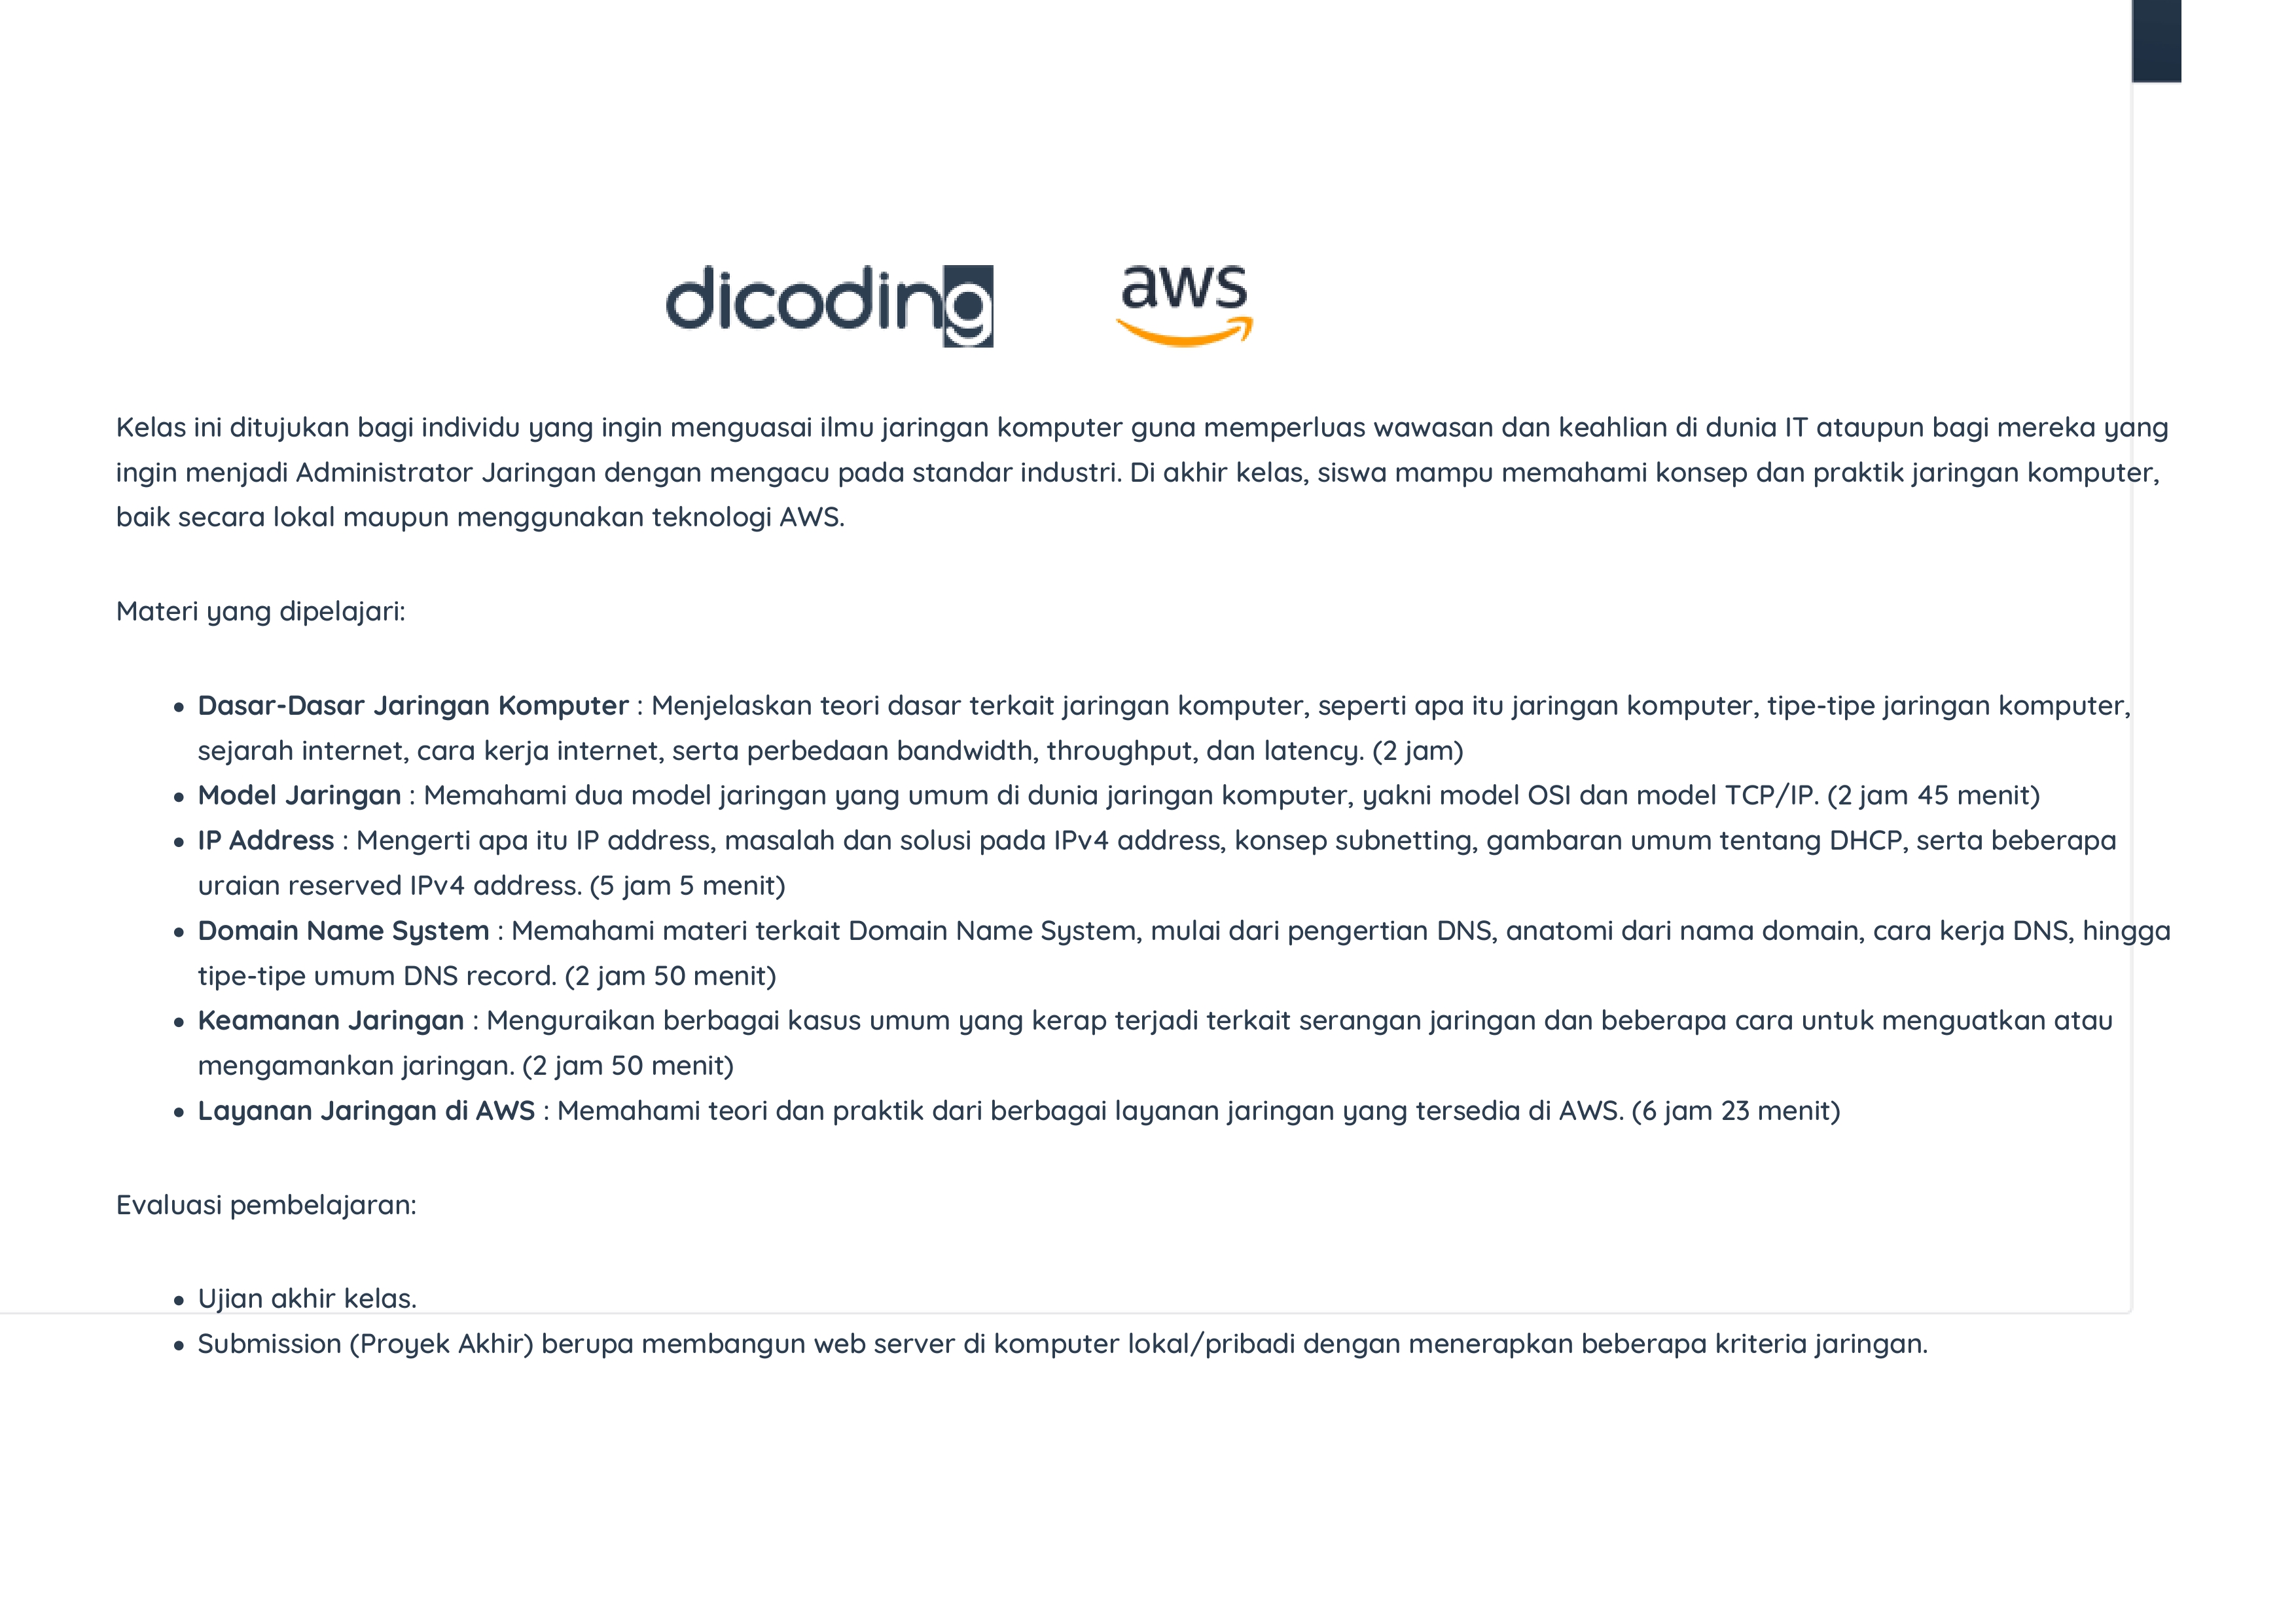 dicoding aws
Kelas ini ditujukan bagi individu yang ingin menguasai ilmu jaringan komputer guna memperluas wawasan dan keahlian di dunia IT ataupun bagi mereka yang
ingin menjadi Administrator Jaringan dengan mengacu pada standar industri. Di akhir kelas, siswa mampu memahami konsep dan praktik jaringan komputer,
baik secara lokal maupun menggunakan teknologi AWS.
Materi yang dipelajari:
• Dasar-Dasar Jaringan Komputer : Menjelaskan teori dasar terkait jaringan komputer, seperti apa itu jaringan komputer, tipe-tipe jaringan komputer,
sejarah internet, cara kerja internet, serta perbedaan bandwidth, throughput, dan latency. (2 jam)
• Model Jaringan : Memahami dua model jaringan yang umum di dunia jaringan komputer, yakni model OSI dan model TCP/IP. (2 jam 45 menit)
• IP Address : Mengerti apa itu IP address, masalah dan solusi pada IPv4 address, konsep subnetting, gambaran umum tentang DHCP, serta beberapa
uraian reserved IPv4 address. (5 jam 5 menit)
• Domain Name System : Memahami materi terkait Domain Name System, mulai dari pengertian DNS, anatomi dari nama domain, cara kerja DNS, hingga
tipe-tipe umum DNS record. (2 jam 50 menit)
• Keamanan Jaringan : Menguraikan berbagai kasus umum yang kerap terjadi terkait serangan jaringan dan beberapa cara untuk menguatkan atau
mengamankan jaringan. (2 jam 50 menit)
• Layanan Jaringan di AWS : Memahami teori dan praktik dari berbagai layanan jaringan yang tersedia di AWS. (6 jam 23 menit)
Evaluasi pembelajaran:
• Ujian akhir kelas.
• Submission (Proyek Akhir) berupa membangun web server di komputer lokal/pribadi dengan menerapkan beberapa kriteria jaringan.